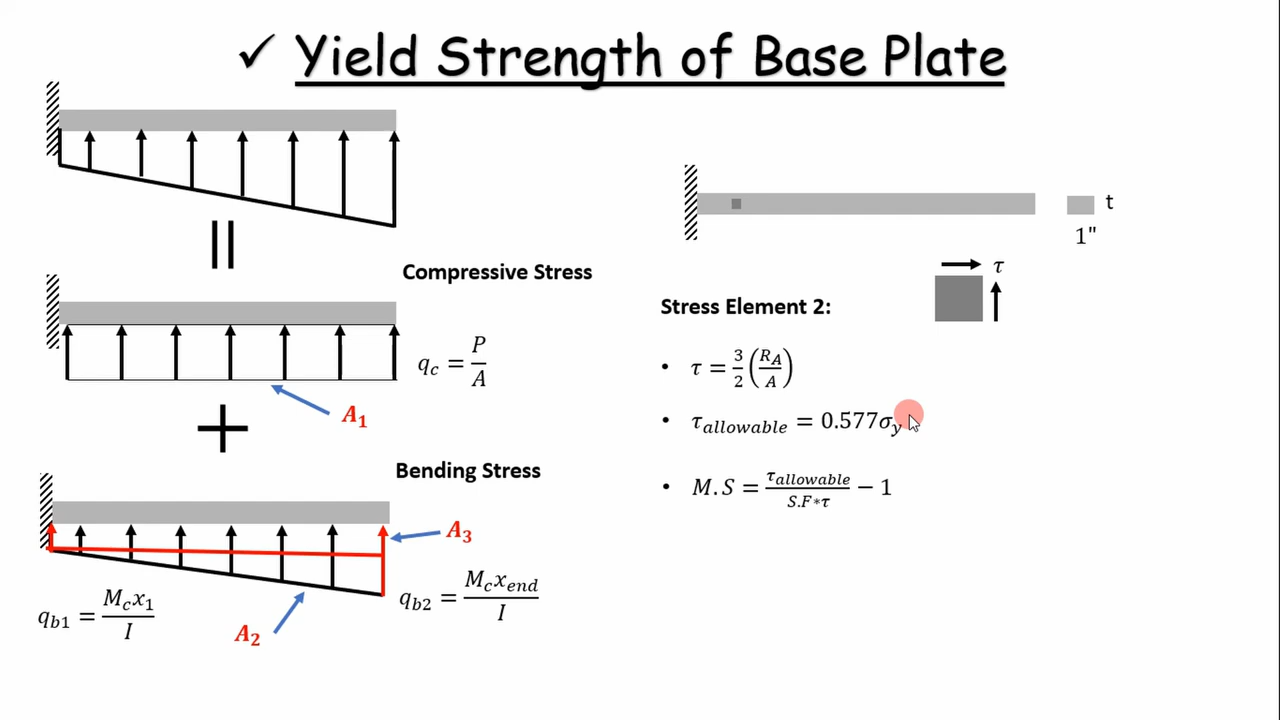 ✓ Yield Strength of Base Plate
Compressive Stress
q_c = P/A
A_1
Bending Stress
A_3
q_b1 = M_c x_1 / I
q_b2 = M_c x_end / I
A_2
t
1"
τ
Stress Element 2:
• τ = 3/2 (R_A / A)
• τ_allowable = 0.577σ_y
• M.S = τ_allowable / S.F∗τ − 1